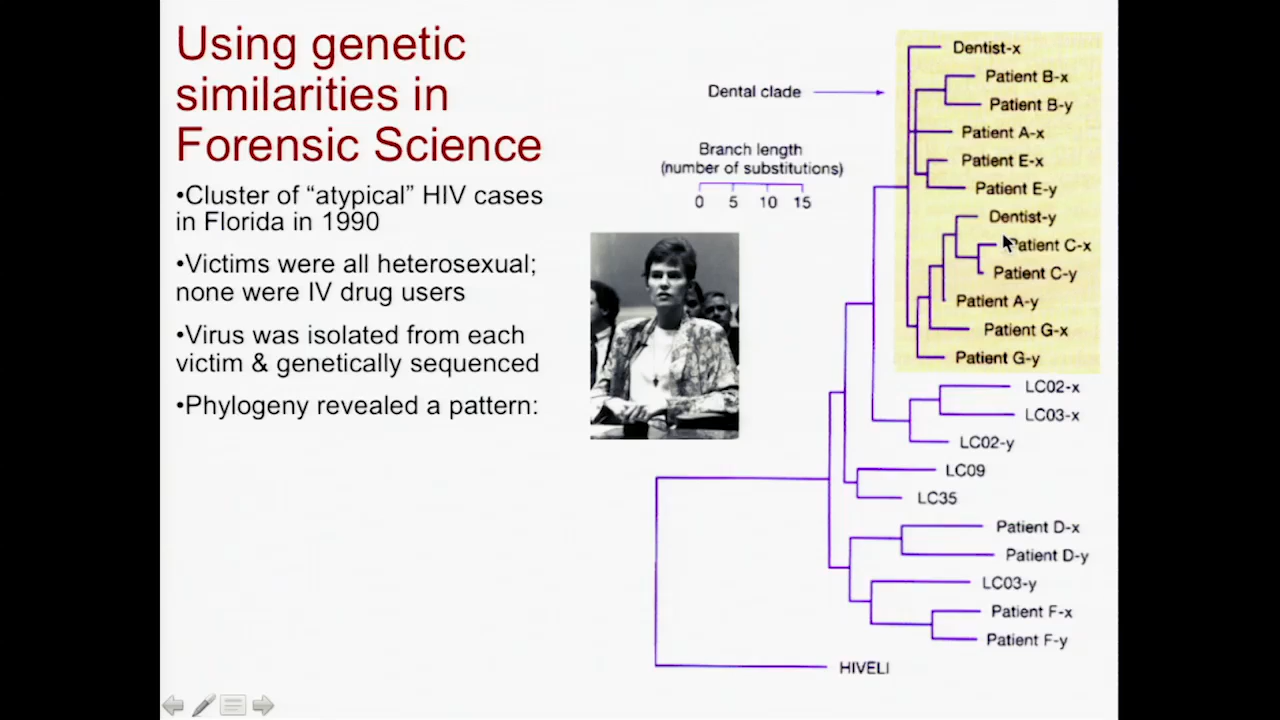 Using genetic
similarities in
Forensic Science
•Cluster of “atypical” HIV cases
in Florida in 1990
•Victims were all heterosexual;
none were IV drug users
•Virus was isolated from each
victim & genetically sequenced
•Phylogeny revealed a pattern:
Dental clade
Branch length
(number of substitutions)
0 5 10 15
Dentist-x
Patient B-x
Patient B-y
Patient A-x
Patient E-x
Patient E-y
Dentist-y
Patient C-x
Patient C-y
Patient A-y
Patient G-x
Patient G-y
LC02-x
LC03-x
LC02-y
LC09
LC35
Patient D-x
Patient D-y
LC03-y
Patient F-x
Patient F-y
HIVELI